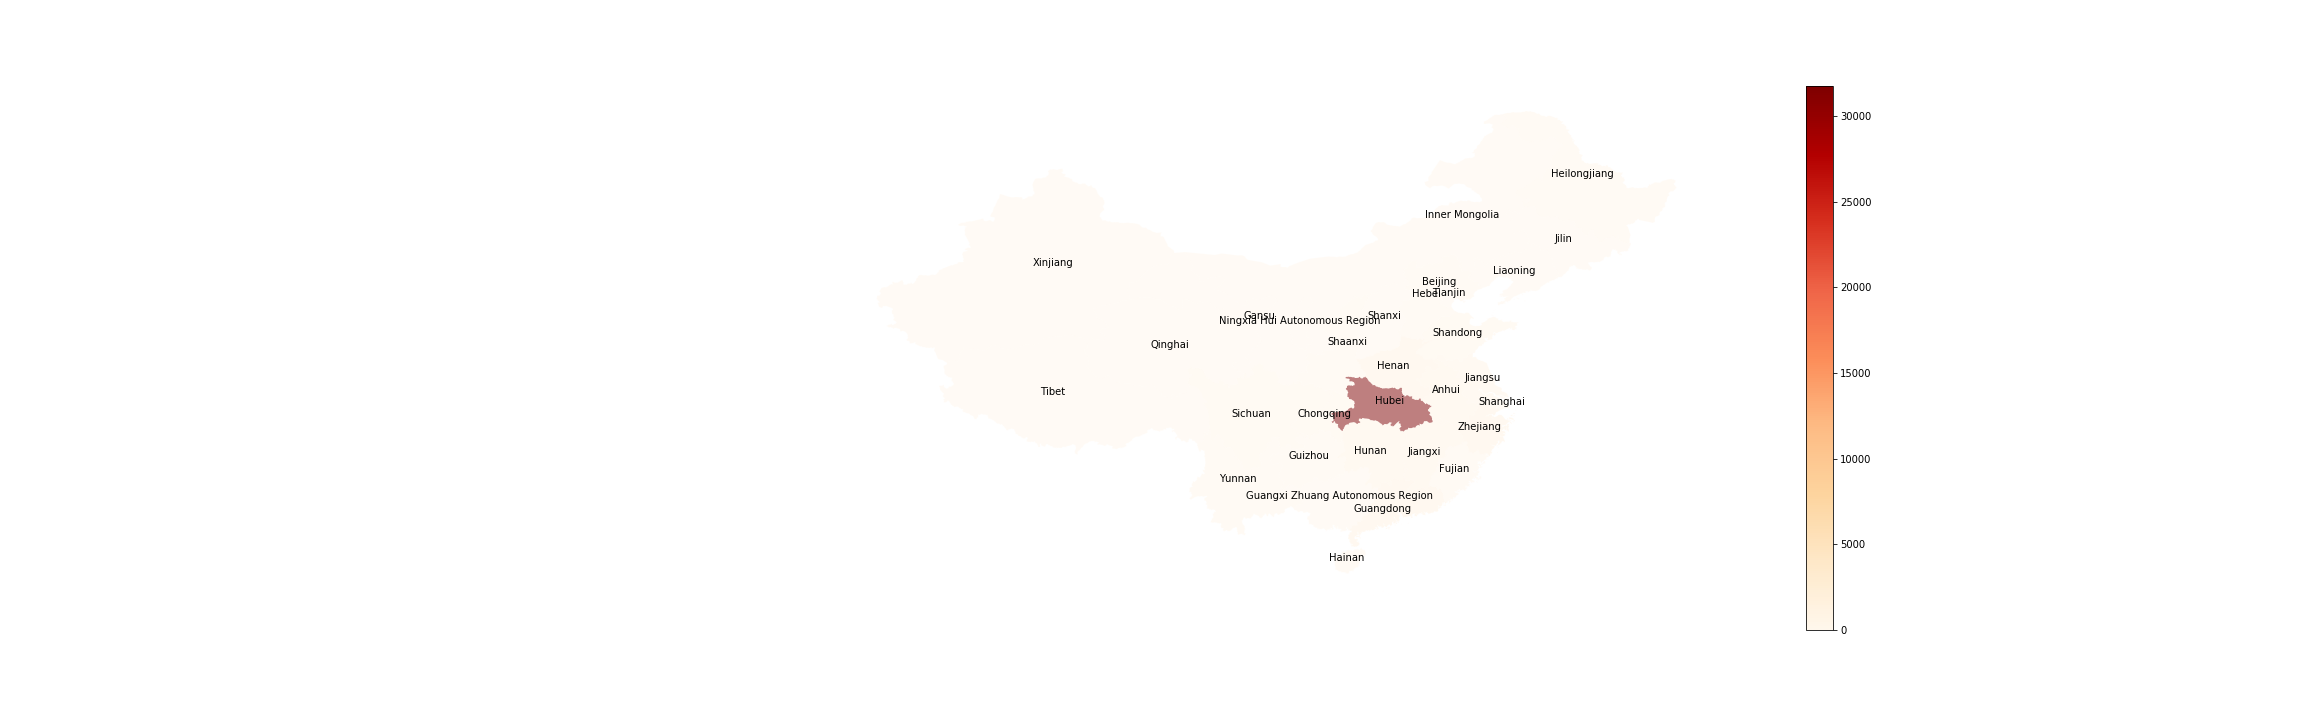 30000
Heilongjiang
25000
Inner Mongolia
Jilin
Xinjiang
Liaoning
Beijing
20000
Tianjin
Hebei
Gansu
Shanxi
Ningxia Hui Autonomous Region
Shandong
Shaanxi
Qinghai
Henan
15000
Jiangsu
Anhui
Tibet
Hubei
Shanghai
Sichuan
Chongqing
Zhejiang
Hunan
Jiangxi
Guizhou
10000
Fujian
Yunnan
Guangxi Zhuang Autonomous Region
Guangdong
5000
Hainan
0